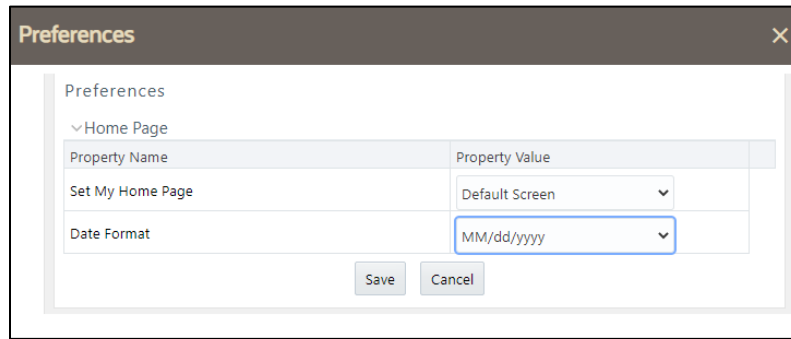 Preferences
Preferences
Home Page
Property Name Property Value
Set My Home Page Default Screen
Date Format MM/dd/yyyy
Save Cancel